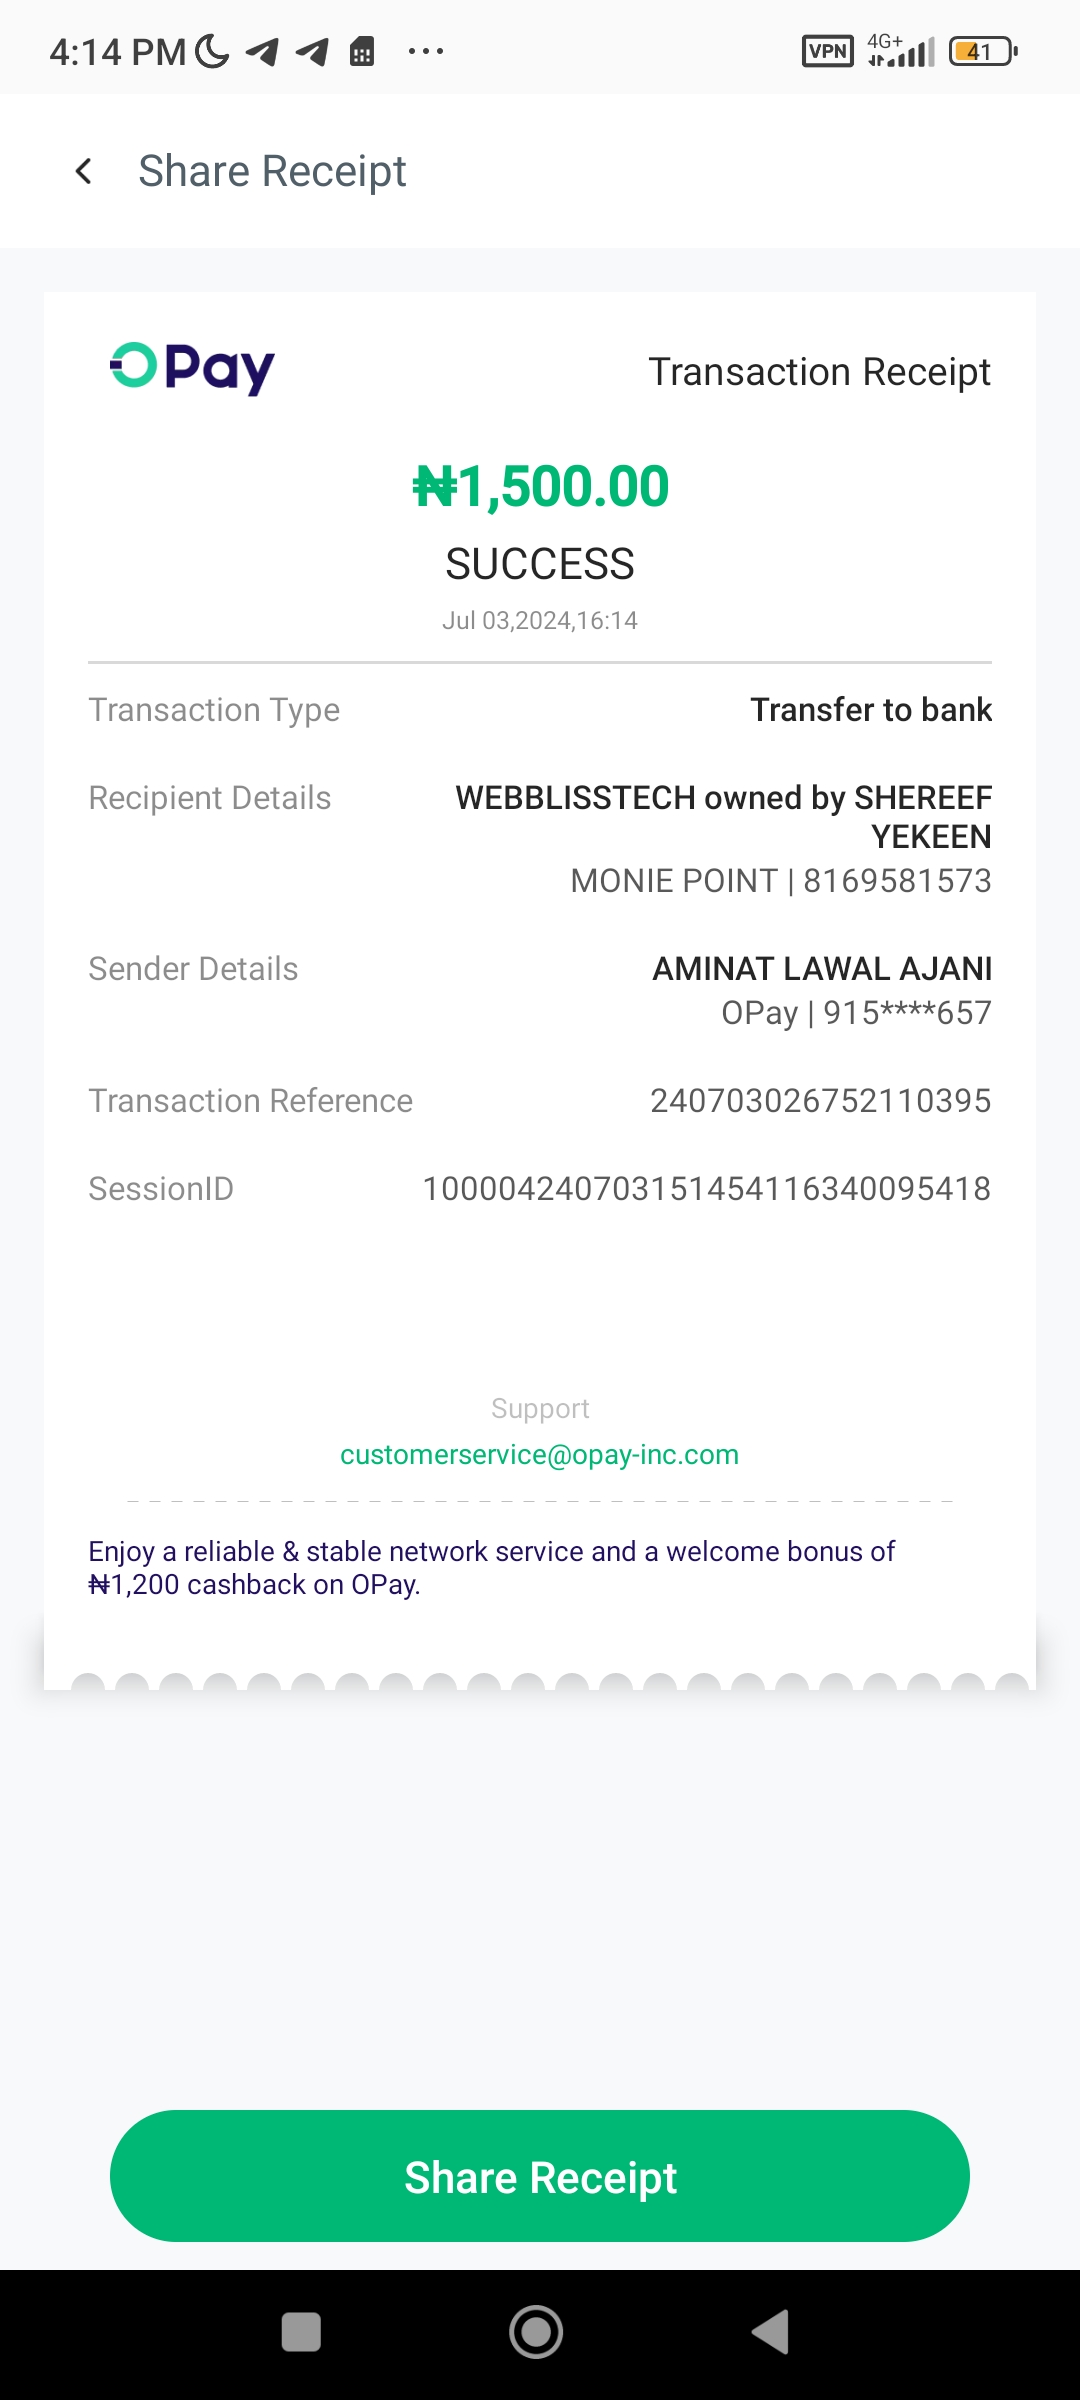 4:14 PM ... VPN 4G+ 41
Share Receipt
OPay Transaction Receipt
₦1,500.00
SUCCESS
Jul 03,2024,16:14
Transaction Type Transfer to bank
Recipient Details WEBBLISSTECH owned by SHEREEF
YEKEEN
MONIE POINT | 8169581573
Sender Details AMINAT LAWAL AJANI
OPay | 915****657
Transaction Reference 240703026752110395
SessionID 100004240703151454116340095418
Support
customerservice@opay-inc.com
Enjoy a reliable & stable network service and a welcome bonus of
₦1,200 cashback on OPay.
Share Receipt